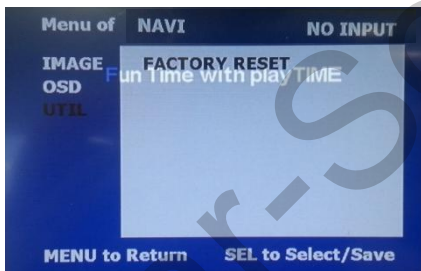 Menu of NAVI NO INPUT
IMAGE FACTORY RESET
Fun Time with playTIME
OSD
UTIL
MENU to Return SEL to Select/Save